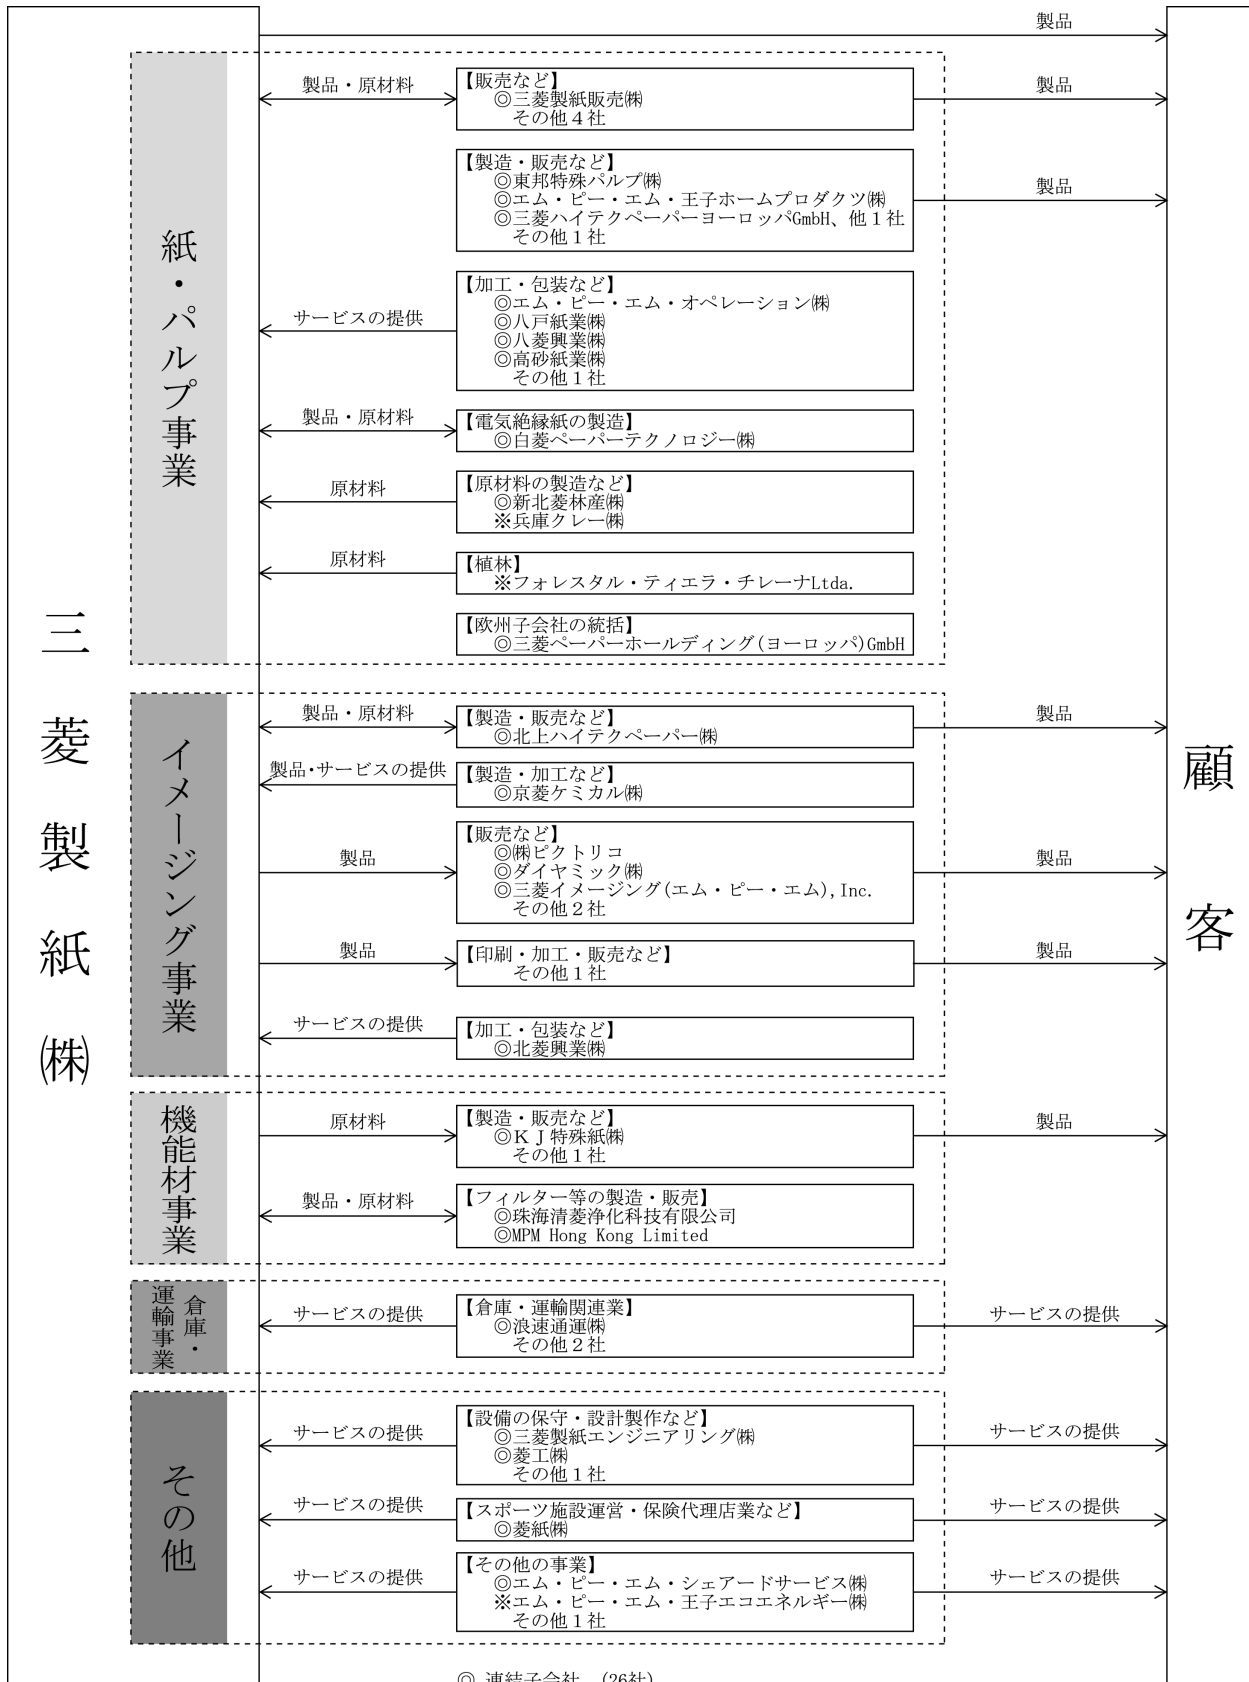 三菱製紙㈱
顧客
製品
紙・パルプ事業
製品・原材料
【販売など】
◎三菱製紙販売㈱
その他４社
製品
【製造・販売など】
◎東邦特殊パルプ㈱
◎エム・ピー・エム・王子ホームプロダクツ㈱
◎三菱ハイテクペーパーヨーロッパGmbH、他１社
その他１社
製品
サービスの提供
【加工・包装など】
◎エム・ピー・エム・オペレーション㈱
◎八戸紙業㈱
◎八菱興業㈱
◎高砂紙業㈱
その他１社
製品・原材料
【電気絶縁紙の製造】
◎白菱ペーパーテクノロジー㈱
原材料
【原材料の製造など】
◎新北菱林産㈱
※兵庫クレー㈱
原材料
【植林】
※フォレスタル・ティエラ・チレーナLtda.
【欧州子会社の統括】
◎三菱ペーパーホールディング(ヨーロッパ)GmbH
イメージング事業
製品・原材料
【製造・販売など】
◎北上ハイテクペーパー㈱
製品
製品・サービスの提供
【製造・加工など】
◎京菱ケミカル㈱
製品
【販売など】
◎㈱ピクトリコ
◎ダイヤミック㈱
◎三菱イメージング(エム・ピー・エム),Inc.
その他２社
製品
製品
【印刷・加工・販売など】
その他１社
製品
サービスの提供
【加工・包装など】
◎北菱興業㈱
機能材事業
原材料
【製造・販売など】
◎ＫＪ特殊紙㈱
その他１社
製品
製品・原材料
【フィルター等の製造・販売】
◎珠海清菱浄化科技有限公司
◎MPM Hong Kong Limited
倉庫・
運輸事業
サービスの提供
【倉庫・運輸関連業】
◎浪速通運㈱
その他２社
サービスの提供
その他
サービスの提供
【設備の保守・設計製作など】
◎三菱製紙エンジニアリング㈱
◎菱工㈱
その他１社
サービスの提供
サービスの提供
【スポーツ施設運営・保険代理店業など】
◎菱紙㈱
サービスの提供
サービスの提供
【その他の事業】
◎エム・ピー・エム・シェアードサービス㈱
※エム・ピー・エム・王子エコエネルギー㈱
その他１社
サービスの提供
◎ 連結子会社 (26社)